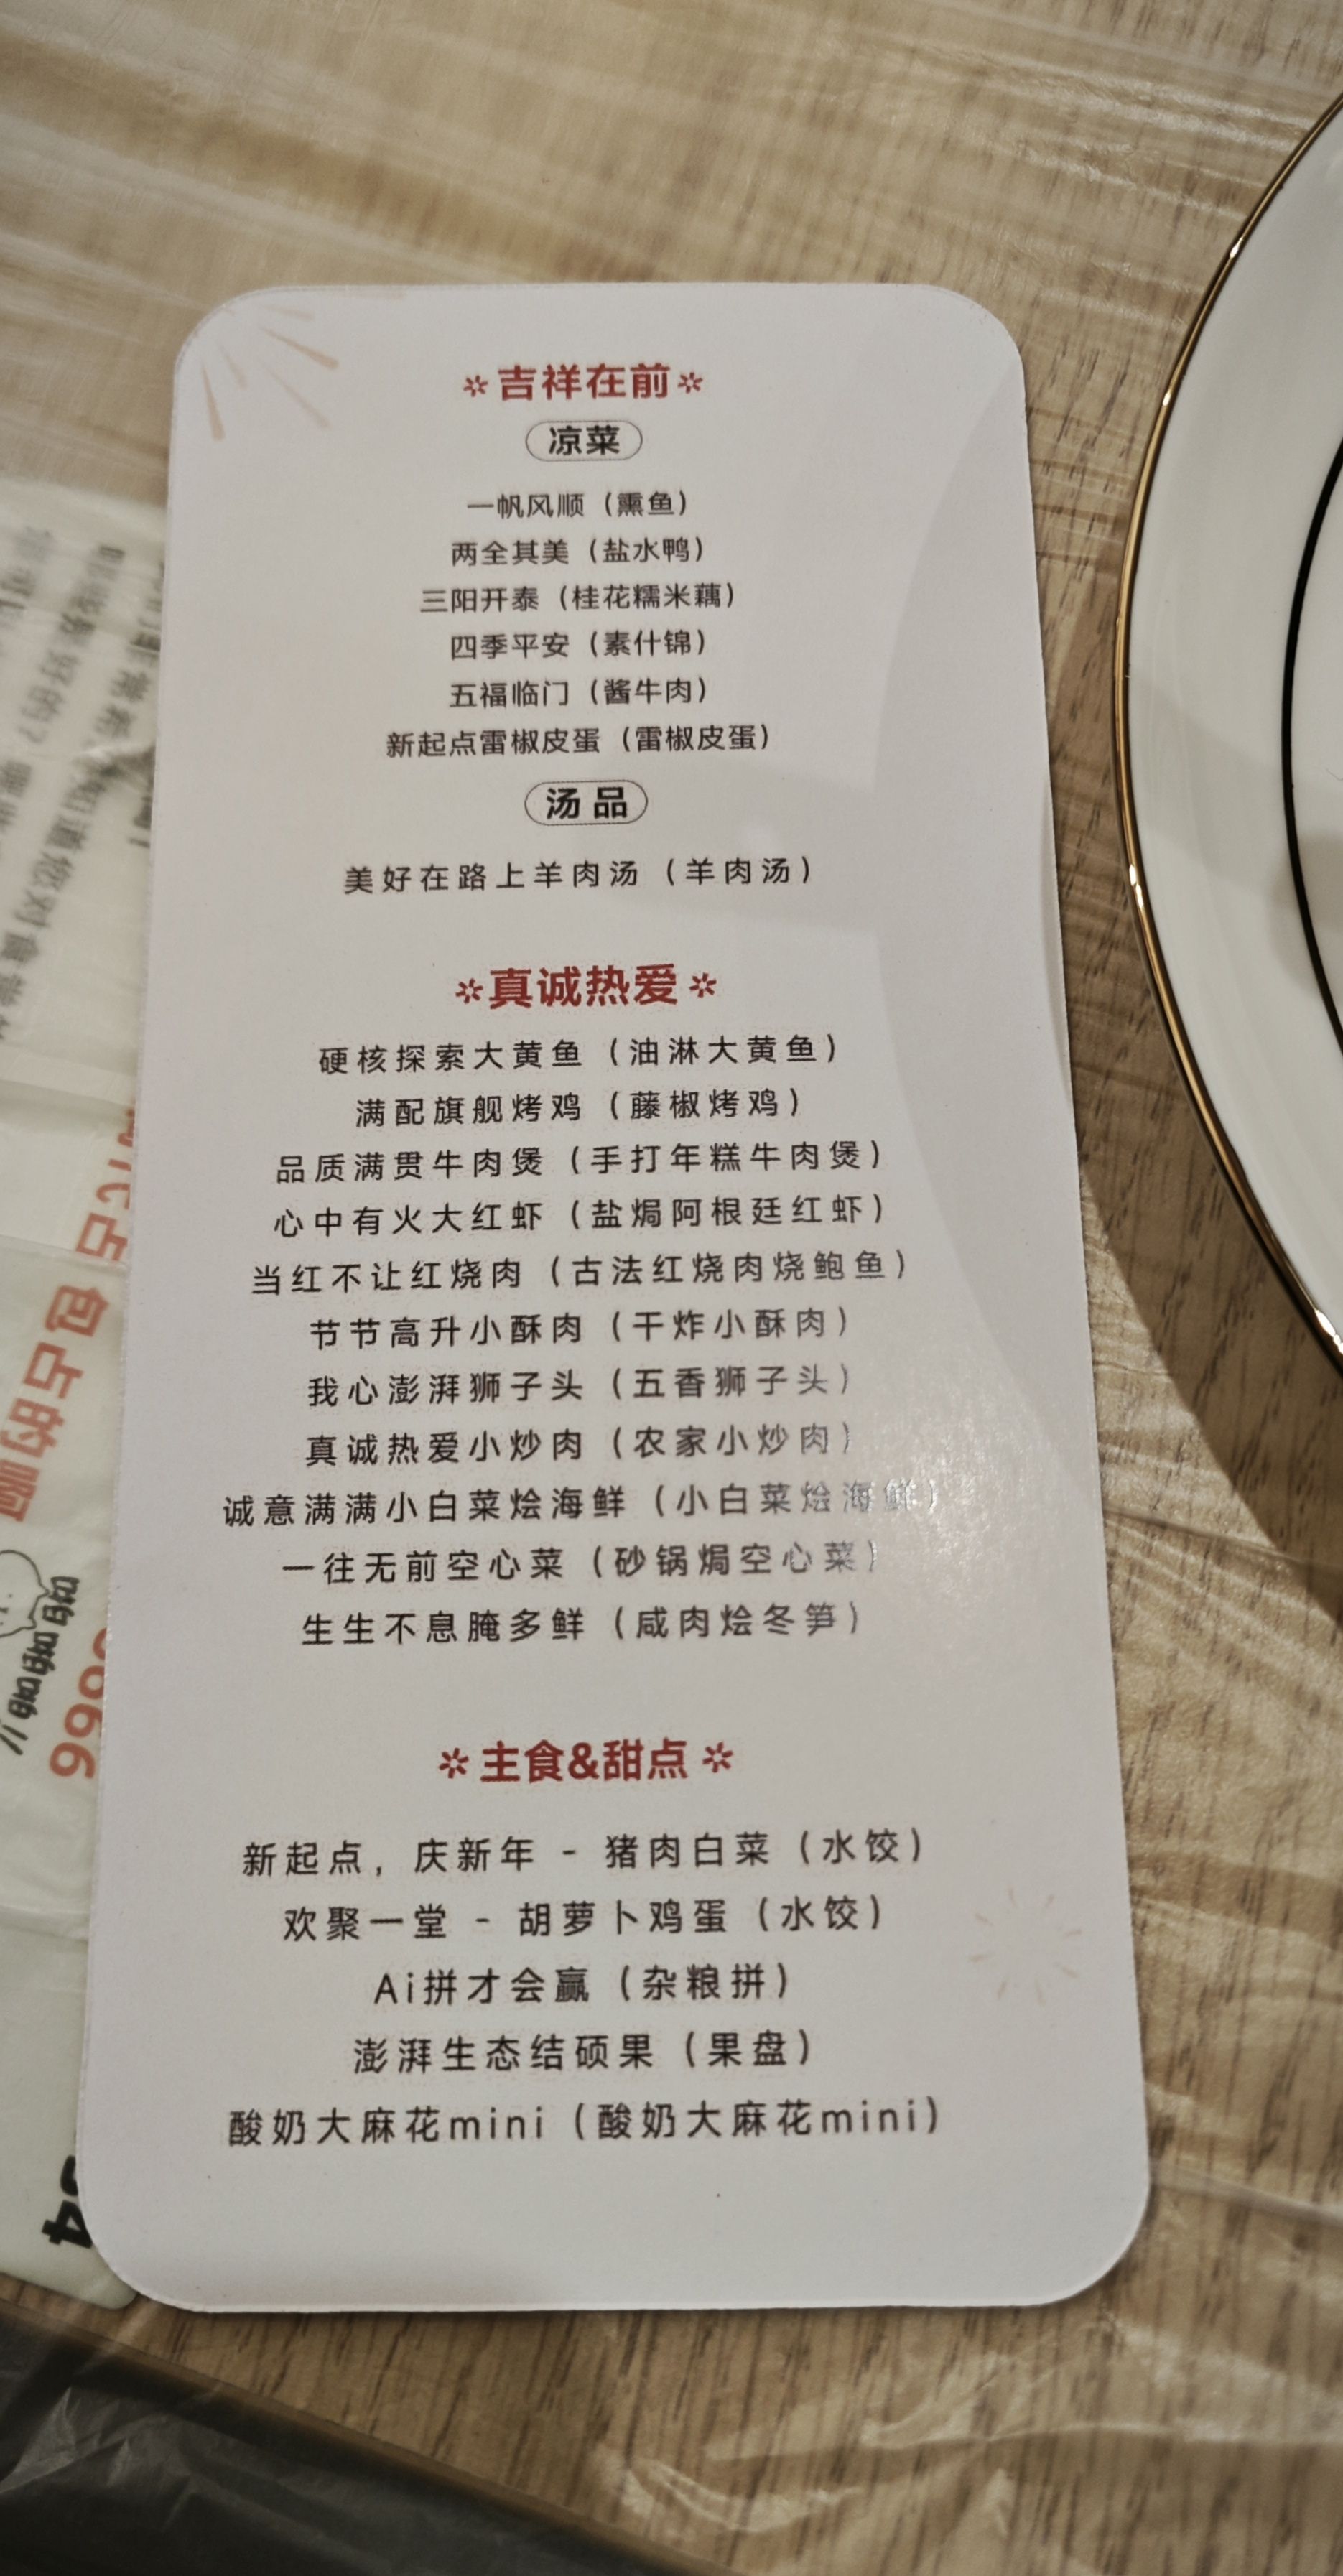 吉祥在前
凉菜
一帆风顺（熏鱼）
两全其美（盐水鸭）
三阳开泰（桂花糯米藕）
四季平安（素什锦）
五福临门（酱牛肉）
新起点雷椒皮蛋（雷椒皮蛋）
汤品
美好在路上羊肉汤（羊肉汤）
真诚热爱
硬核探索大黄鱼（油淋大黄鱼）
满配旗舰烤鸡（藤椒烤鸡）
品质满贯牛肉煲（手打年糕牛肉煲）
心中有火大红虾（盐焗阿根廷红虾）
当红不让红烧肉（古法红烧肉烧鲍鱼）
节节高升小酥肉（干炸小酥肉）
我心澎湃狮子头（五香狮子头）
真诚热爱小炒肉（农家小炒肉）
诚意满满小白菜烩海鲜（小白菜烩海鲜）
一往无前空心菜（砂锅焗空心菜）
生生不息腌多鲜（咸肉烩冬笋）
主食&甜点
新起点，庆新年 - 猪肉白菜（水饺）
欢聚一堂 - 胡萝卜鸡蛋（水饺）
Ai拼才会赢（杂粮拼）
澎湃生态结硕果（果盘）
酸奶大麻花mini（酸奶大麻花mini）